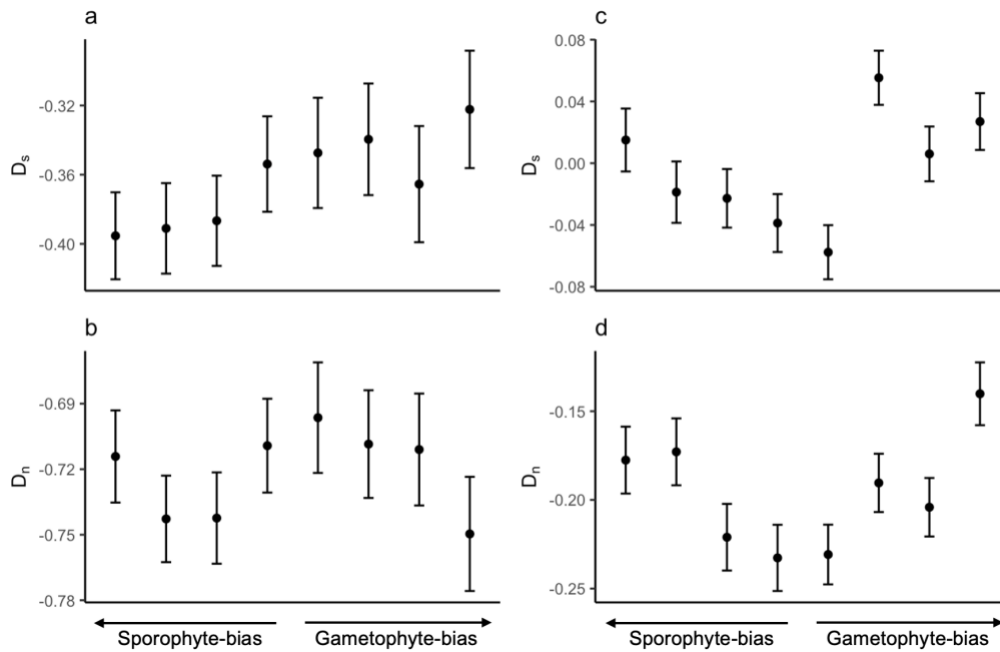 a
-0.32
-0.36
-0.40
Ds
c
0.08
0.04
0.00
-0.04
-0.08
Ds
b
-0.69
-0.72
-0.75
-0.78
Dn
Sporophyte-bias Gametophyte-bias
d
-0.15
-0.20
-0.25
Dn
Sporophyte-bias Gametophyte-bias